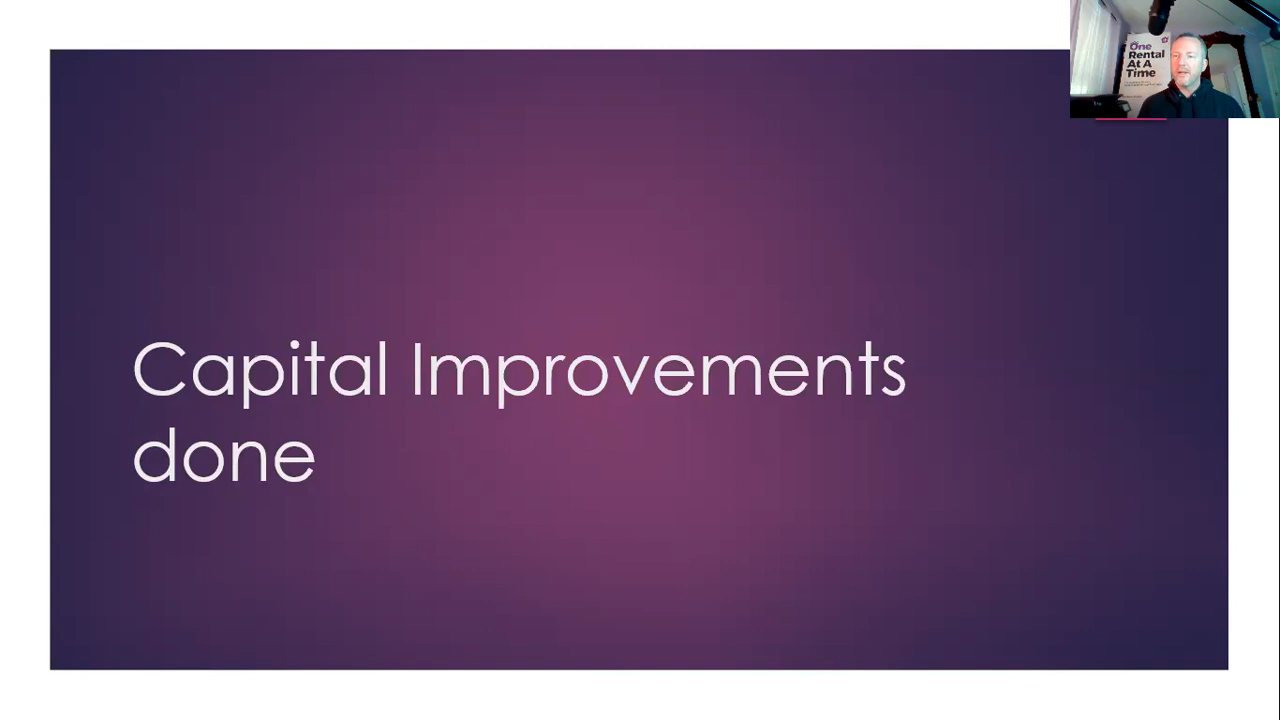 One
Rental
At A
Time
Capital Improvements
done